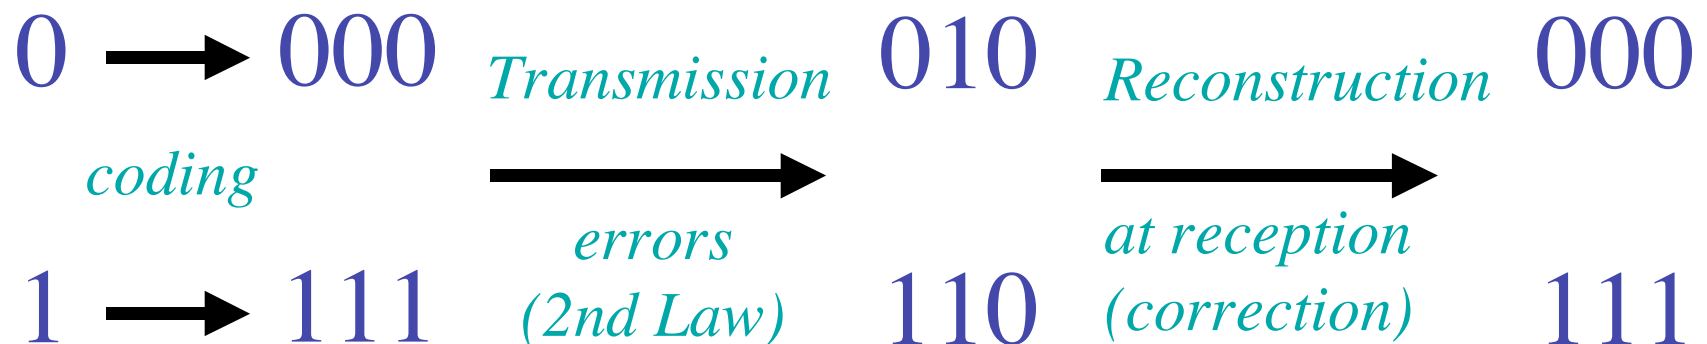 0 000 Transmission 010 Reconstruction 000
coding
errors at reception
1 111 (2nd Law) 110 (correction) 111